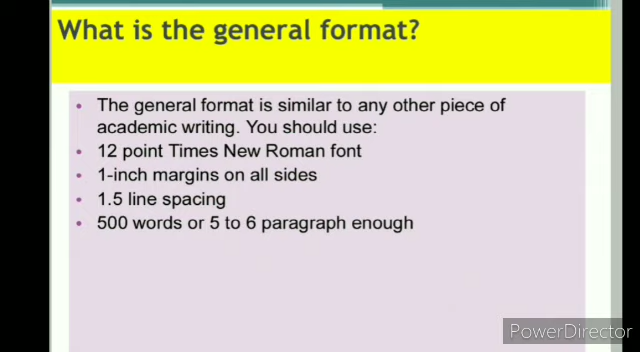 What is the general format?
• The general format is similar to any other piece of
academic writing. You should use:
• 12 point Times New Roman font
• 1-inch margins on all sides
• 1.5 line spacing
• 500 words or 5 to 6 paragraph enough
PowerDirector